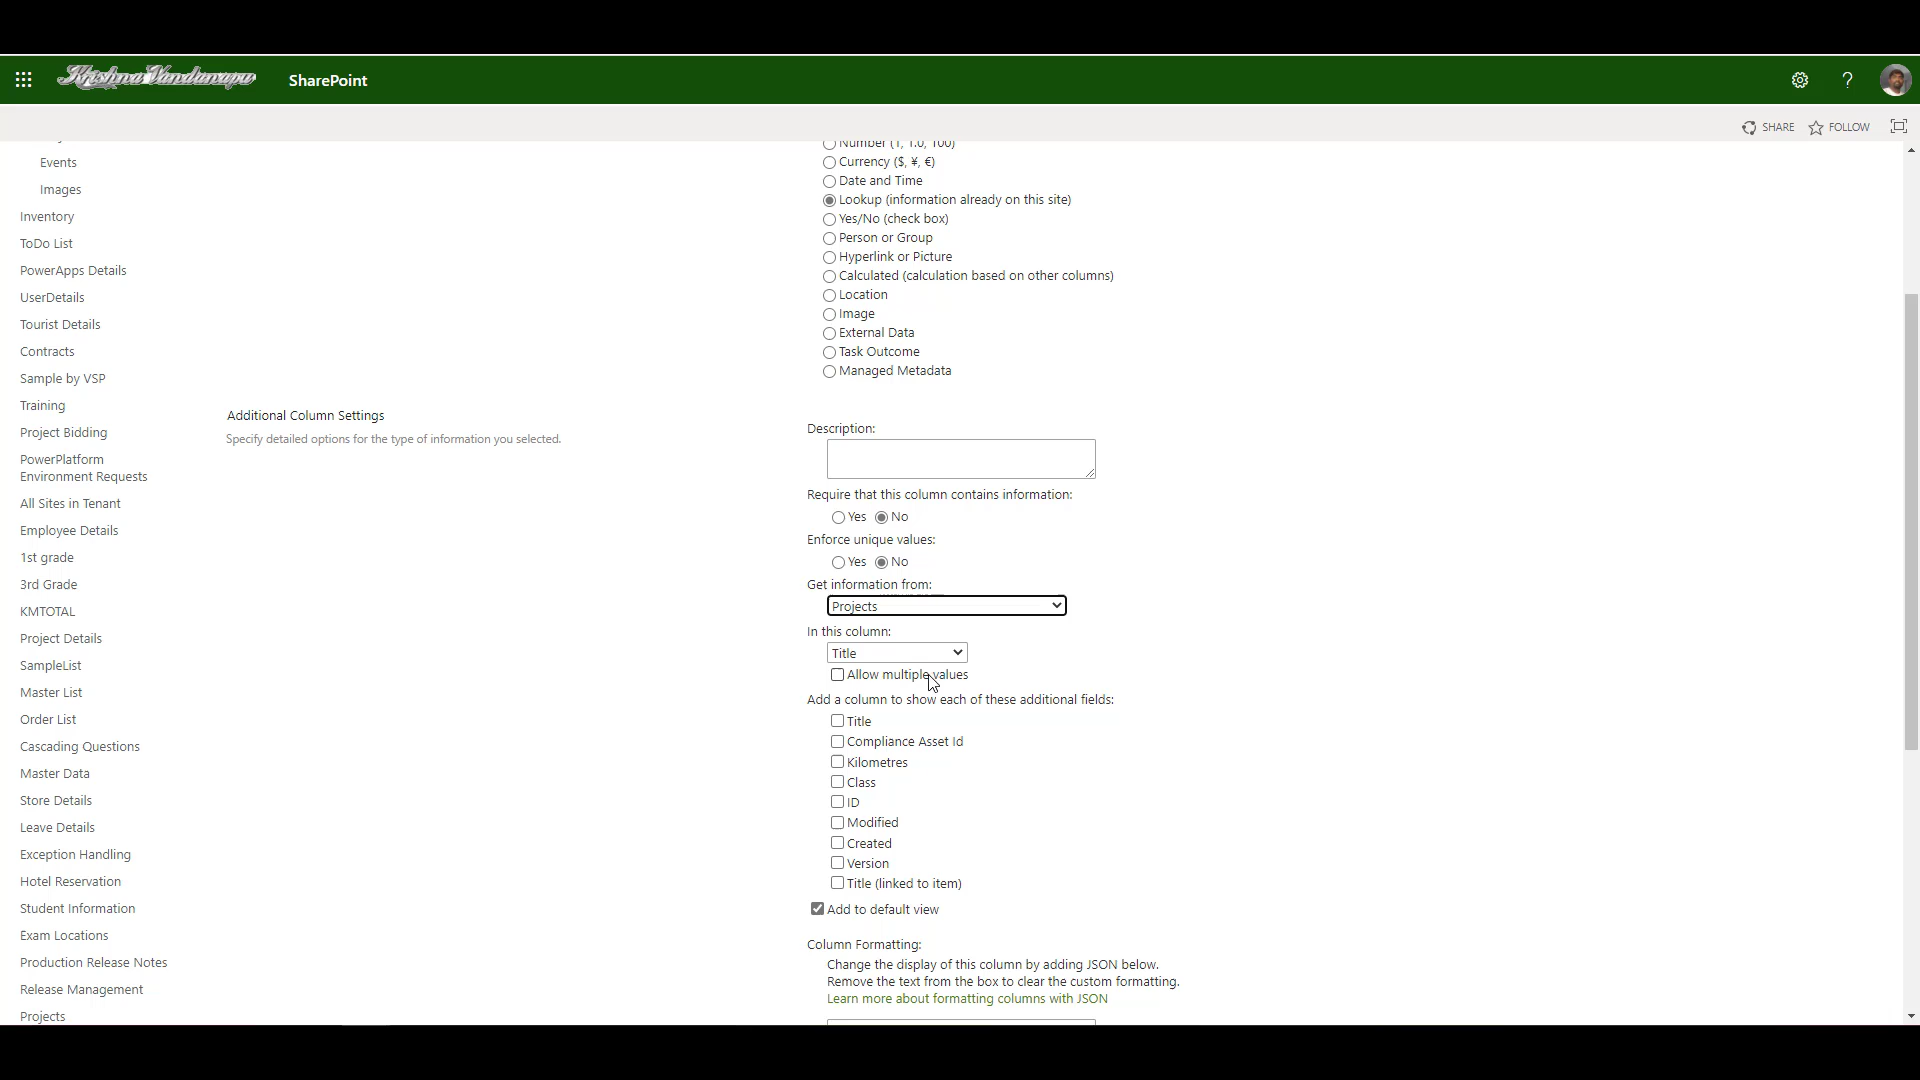 Krishna Vandanapu
SharePoint
?
SHARE
FOLLOW
Events
Images
Inventory
ToDo List
PowerApps Details
UserDetails
Tourist Details
Contracts
Sample by VSP
Training
Project Bidding
PowerPlatform
Environment Requests
All Sites in Tenant
Employee Details
1st grade
3rd Grade
KMTOTAL
Project Details
SampleList
Master List
Order List
Cascading Questions
Master Data
Store Details
Leave Details
Exception Handling
Hotel Reservation
Student Information
Exam Locations
Production Release Notes
Release Management
Projects
Additional Column Settings
Specify detailed options for the type of information you selected.
Number (1, 1.0, 100)
Currency ($, ¥, €)
Date and Time
Lookup (information already on this site)
Yes/No (check box)
Person or Group
Hyperlink or Picture
Calculated (calculation based on other columns)
Location
Image
External Data
Task Outcome
Managed Metadata
Description:
Require that this column contains information:
Yes No
Enforce unique values:
Yes No
Get information from:
Projects
In this column:
Title
Allow multiple values
Add a column to show each of these additional fields:
Title
Compliance Asset Id
Kilometres
Class
ID
Modified
Created
Version
Title (linked to item)
Add to default view
Column Formatting:
Change the display of this column by adding JSON below.
Remove the text from the box to clear the custom formatting.
Learn more about formatting columns with JSON